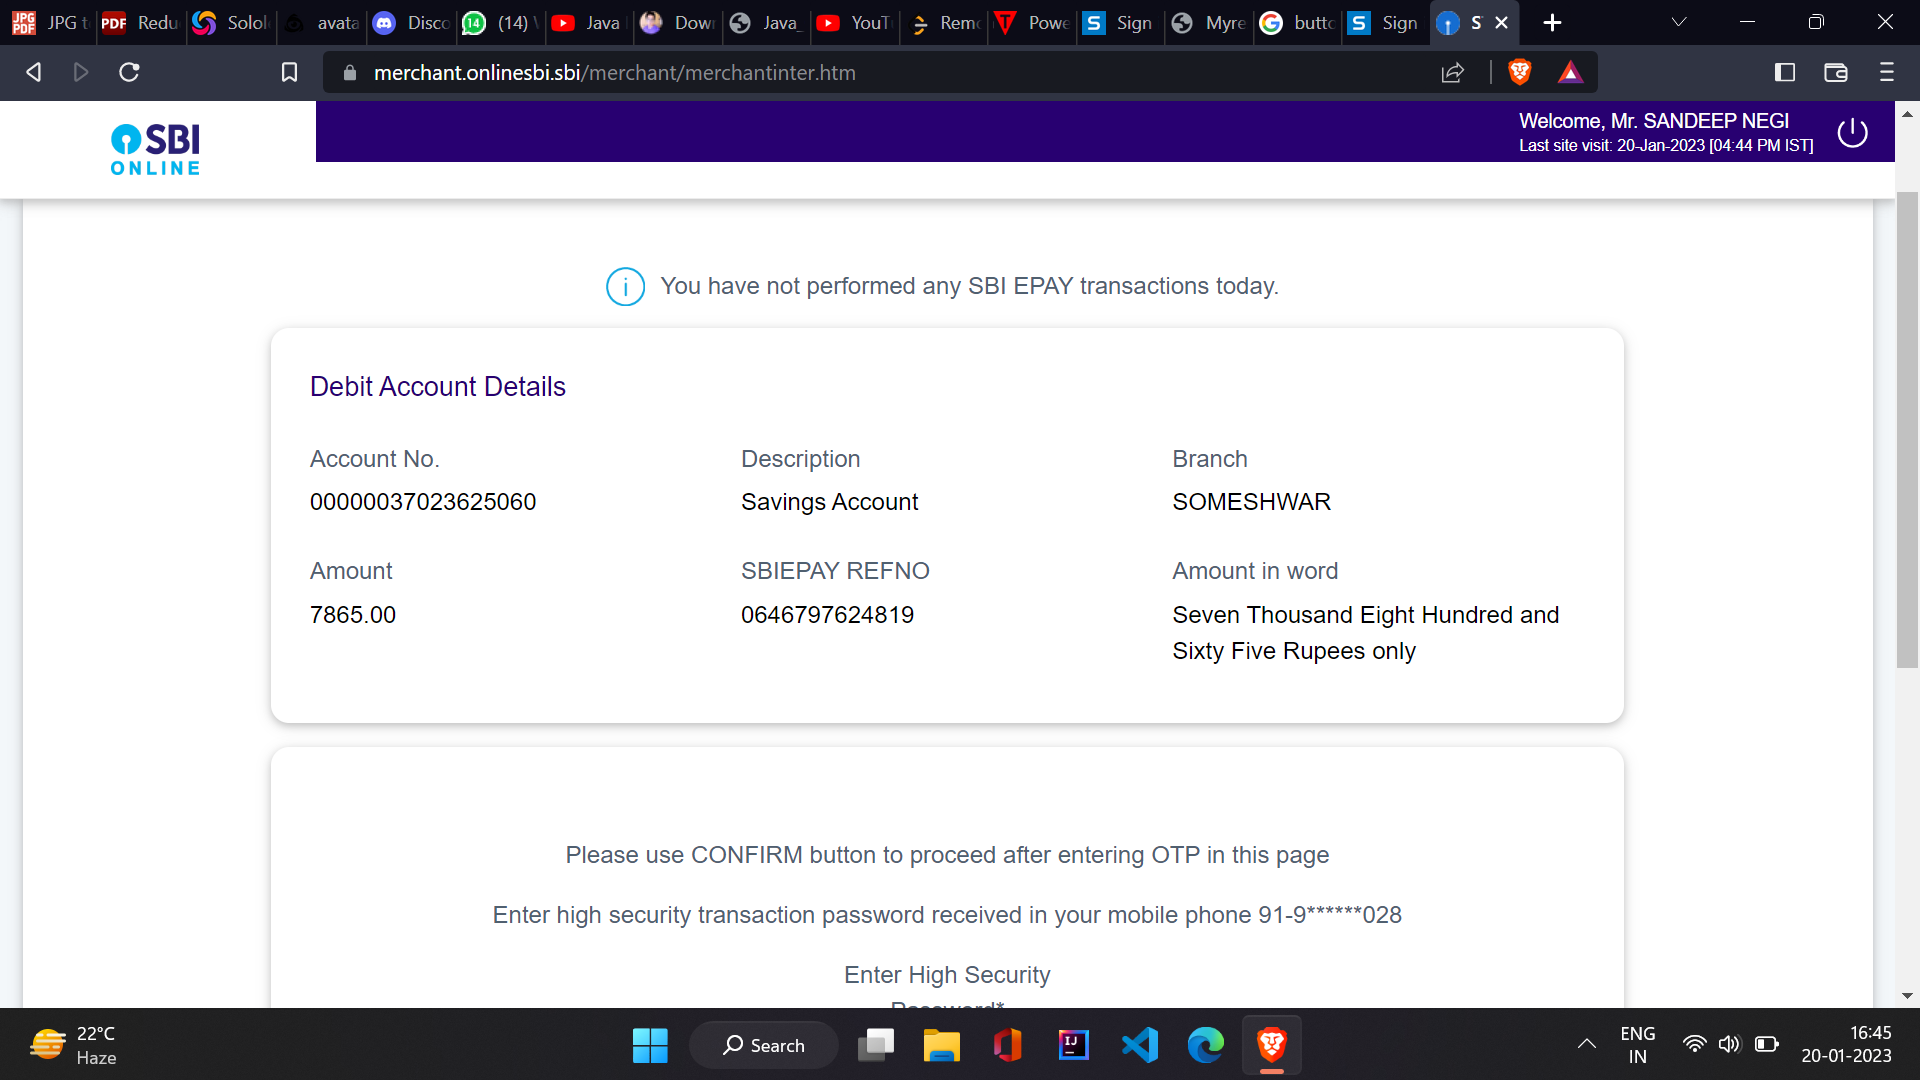 JPG t
Redu
Solol
avata
Disco
(14)
Java
Dow
Java_
YouT
Remo
Powe
Sign
Myre
butto
Sign
S
merchant.onlinesbi.sbi/merchant/merchantinter.htm
SBI
ONLINE
Welcome, Mr. SANDEEP NEGI
Last site visit: 20-Jan-2023 [04:44 PM IST]
You have not performed any SBI EPAY transactions today.
Debit Account Details
Account No.
Description
Branch
00000037023625060
Savings Account
SOMESHWAR
Amount
SBIEPAY REFNO
Amount in word
7865.00
0646797624819
Seven Thousand Eight Hundred and
Sixty Five Rupees only
Please use CONFIRM button to proceed after entering OTP in this page
Enter high security transaction password received in your mobile phone 91-9******028
Enter High Security
Password*
22°C
Haze
Search
ENG
IN
16:45
20-01-2023